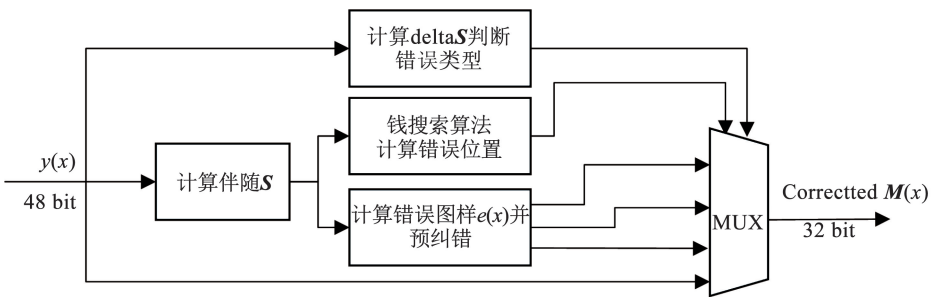 计算deltaS判断
错误类型
钱搜索算法
计算错误位置
y(x)
48 bit
计算伴随S
计算错误图样e(x)并
预纠错
MUX
Correctted M(x)
32 bit